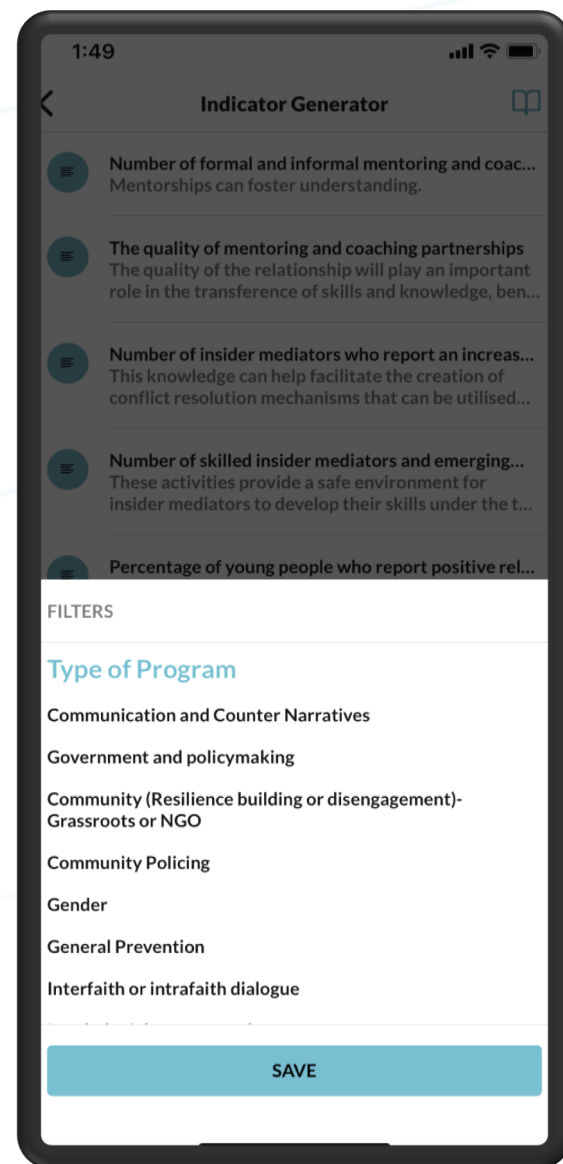 1:49
Indicator Generator
Number of formal and informal mentoring and coac...
Mentorships can foster understanding.
The quality of mentoring and coaching partnerships
The quality of the relationship will play an important
role in the transference of skills and knowledge, ben...
Number of insider mediators who report an increas...
This knowledge can help facilitate the creation of
conflict resolution mechanisms that can be utilised...
Number of skilled insider mediators and emerging...
These activities provide a safe environment for
insider mediators to develop their skills under the t...
Percentage of young people who report positive rel...
FILTERS
Type of Program
Communication and Counter Narratives
Government and policymaking
Community (Resilience building or disengagement)-
Grassroots or NGO
Community Policing
Gender
General Prevention
Interfaith or intrafaith dialogue
SAVE